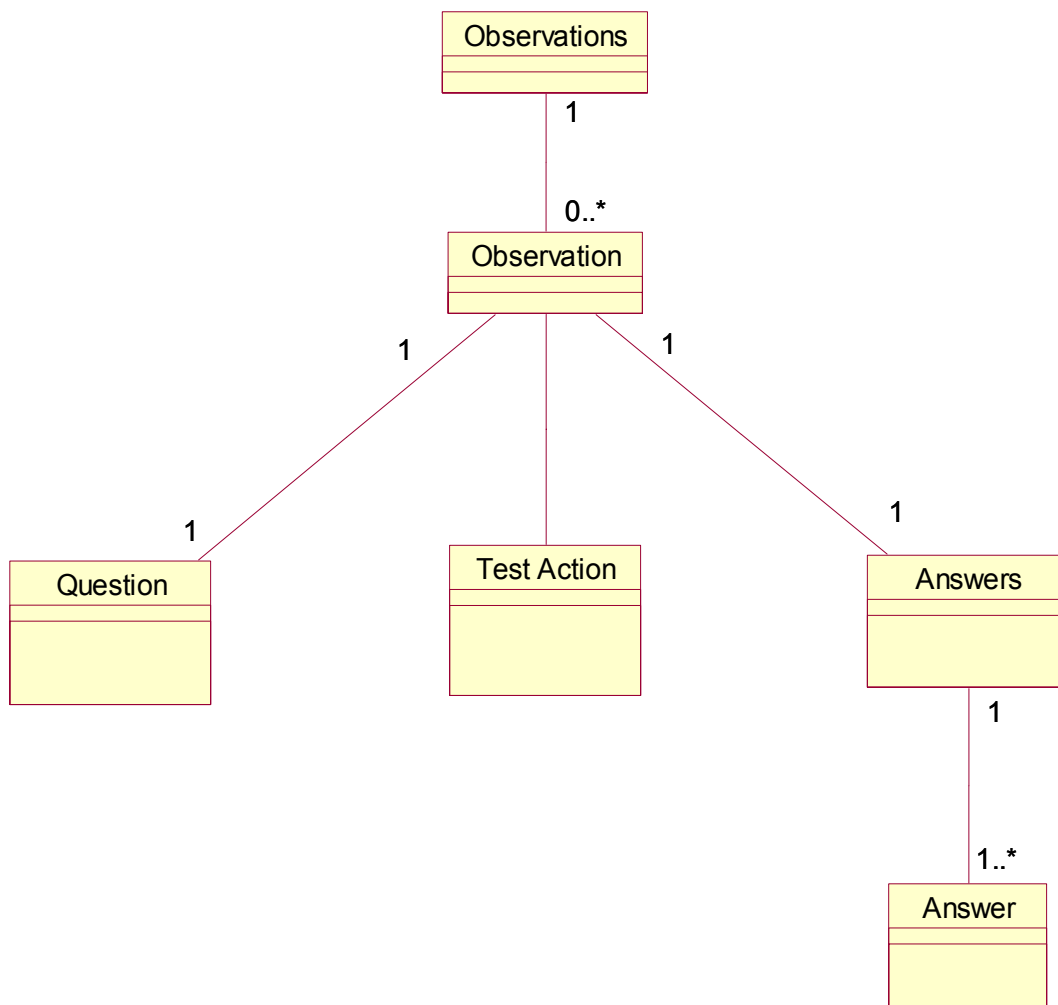 Observations
1
0..*
Observation
1
1
1
1
Question
Test Action
Answers
1
1..*
Answer